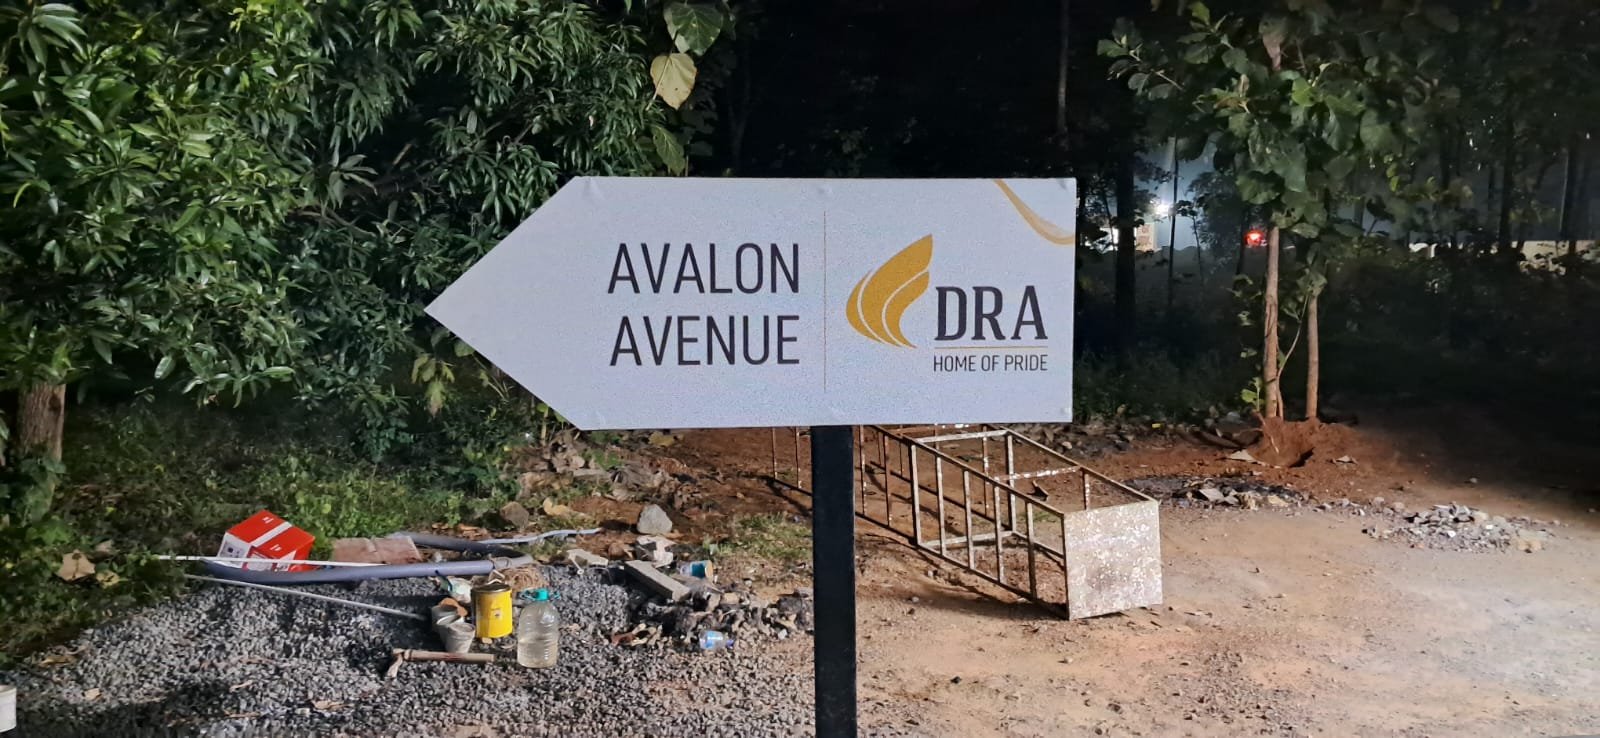 AVALON
AVENUE
DRA
HOME OF PRIDE